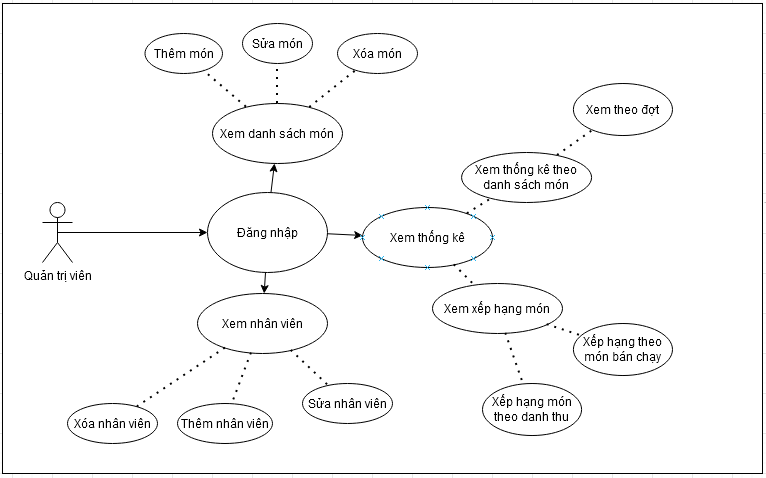 Thêm món
Sửa món
Xóa món
Xem danh sách món
Xem theo đợt
Xem thống kê theo
danh sách món
Đăng nhập
Xem thống kê
Quản trị viên
Xem nhân viên
Xem xếp hạng món
Xếp hạng theo
món bán chạy
Xếp hạng món
theo danh thu
Xóa nhân viên
Thêm nhân viên
Sửa nhân viên